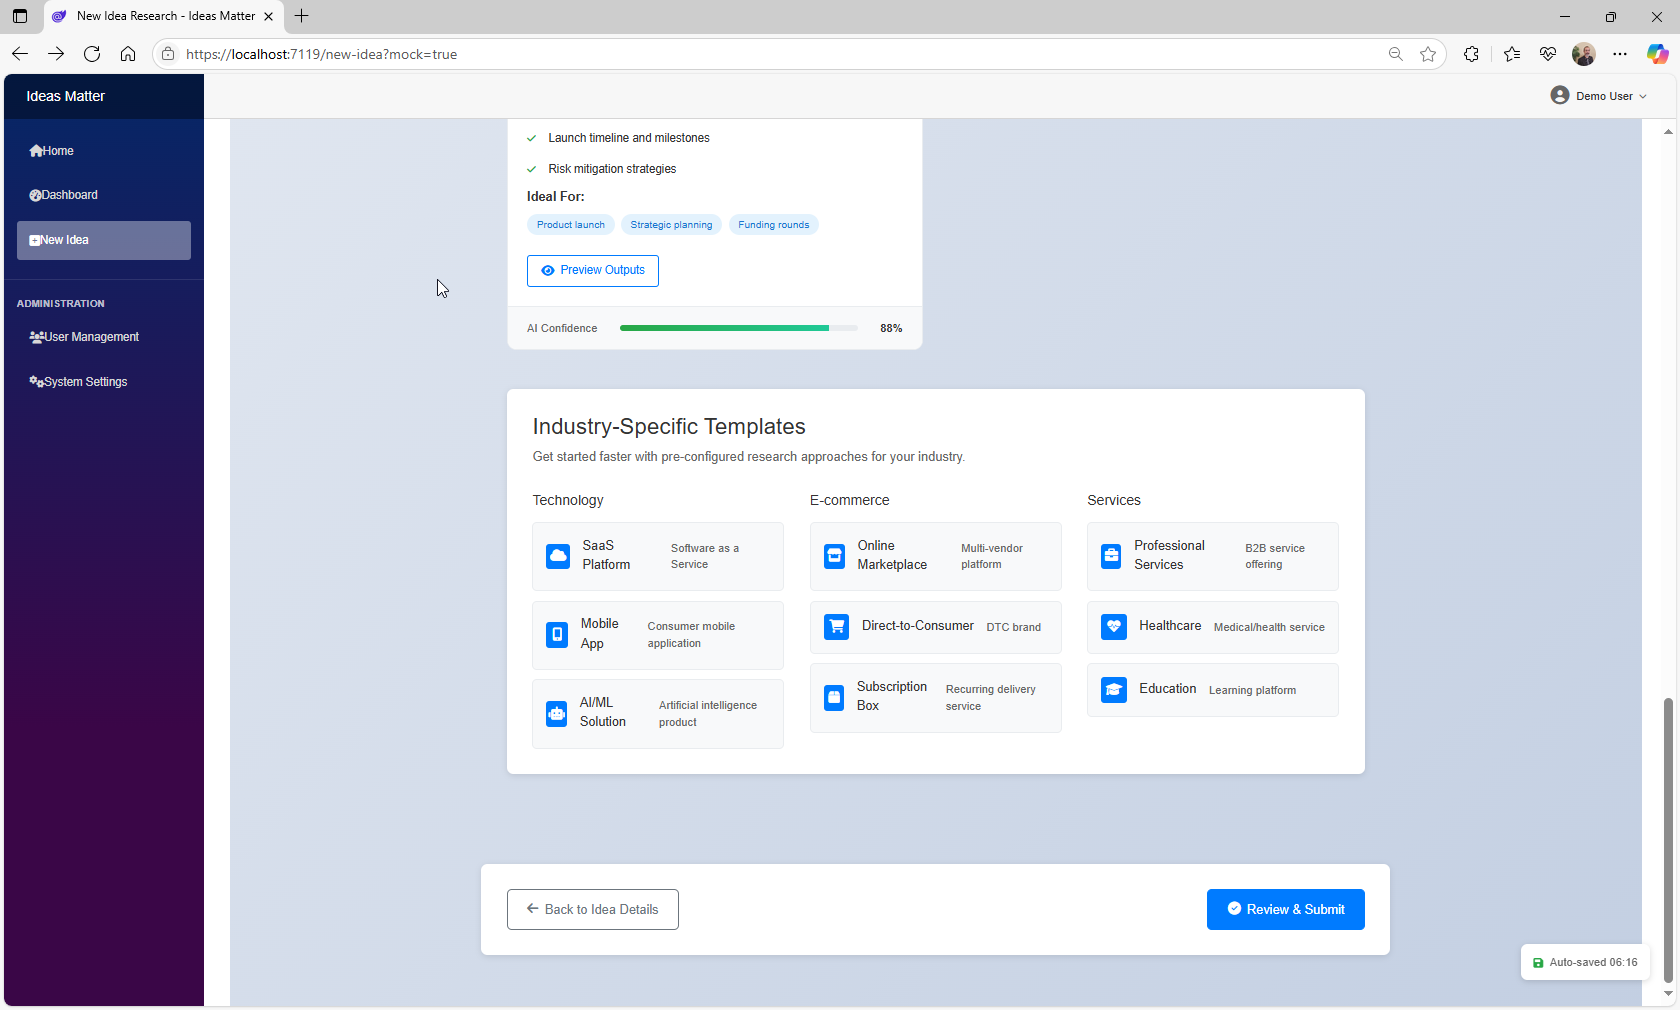 New Idea Research - Ideas Matter
https://localhost:7119/new-idea?mock=true
Ideas Matter
Demo User
Home
Dashboard
New Idea
ADMINISTRATION
User Management
System Settings
Launch timeline and milestones
Risk mitigation strategies
Ideal For:
Product launch
Strategic planning
Funding rounds
Preview Outputs
AI Confidence
88%
Industry-Specific Templates
Get started faster with pre-configured research approaches for your industry.
Technology
SaaS
Platform
Software as a
Service
Mobile
App
Consumer mobile
application
AI/ML
Solution
Artificial intelligence
product
E-commerce
Online
Marketplace
Multi-vendor
platform
Direct-to-Consumer
DTC brand
Subscription
Box
Recurring delivery
service
Services
Professional
Services
B2B service
offering
Healthcare
Medical/health service
Education
Learning platform
Back to Idea Details
Review & Submit
Auto-saved 06:16